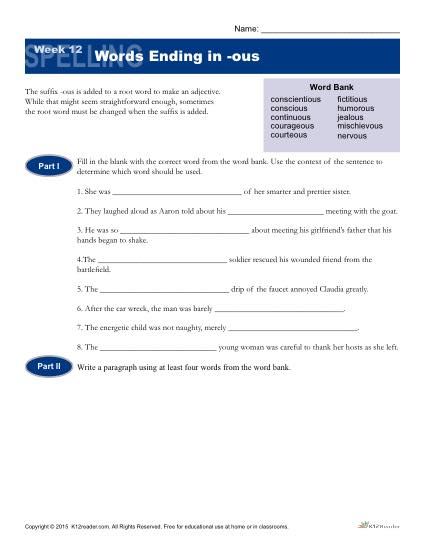 Name:
SPELLING
Week 12
Words Ending in -ous
The suffix -ous is added to a root word to make an adjective.
While that might seem straightforward enough, sometimes
the root word must be changed when the suffix is added.
Word Bank
conscientious fictitious
conscious humorous
continuous jealous
courageous mischievous
courteous nervous
Part I
Fill in the blank with the correct word from the word bank. Use the context of the sentence to
determine which word should be used.
1. She was ______________ of her smarter and prettier sister.
2. They laughed aloud as Aaron told about his ______________ meeting with the goat.
3. He was so ______________ about meeting his girlfriend's father that his
hands began to shake.
4.The ______________ soldier rescued his wounded friend from the
battlefield.
5. The ______________ drip of the faucet annoyed Claudia greatly.
6. After the car wreck, the man was barely ______________.
7. The energetic child was not naughty, merely ______________.
8. The ______________ young woman was careful to thank her hosts as she left.
Part II
Write a paragraph using at least four words from the word bank.
Copyright © 2015 K12reader.com. All Rights Reserved. Free for educational use at home or in classrooms.
K12Reader